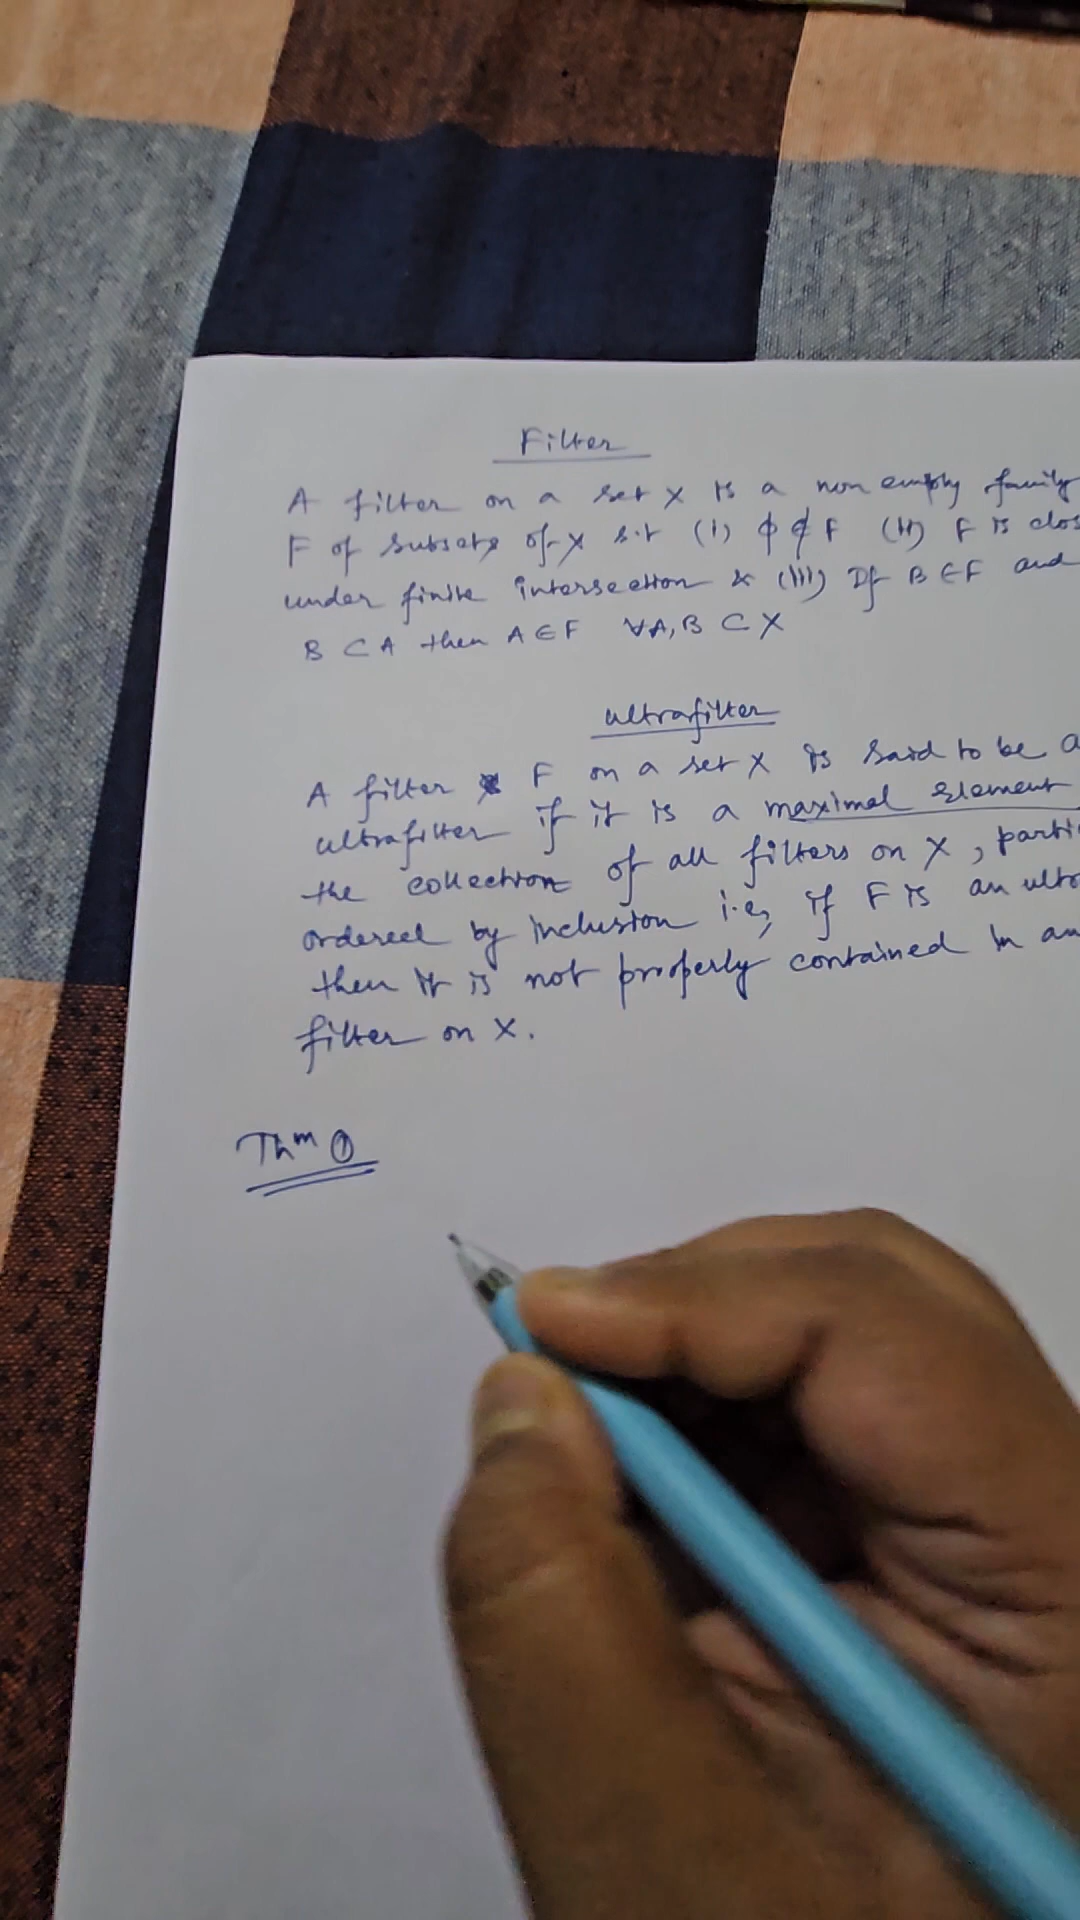 Filter
A filter on a set X is a non empty family
F of subsets of X s.t (i) ϕ ∉ F (ii) F is clos
under finite intersection & (iii) If B ∈ F and
B ⊂ A then A ∈ F ∀A, B ⊂ X
ultrafilter
A filter F on a set X is said to be a
ultrafilter if it is a maximal element
the collection of all filters on X, parti
ordered by inclusion i.e, if F is an ultr
then it is not properly contained in an
filter on X.
Thm ①